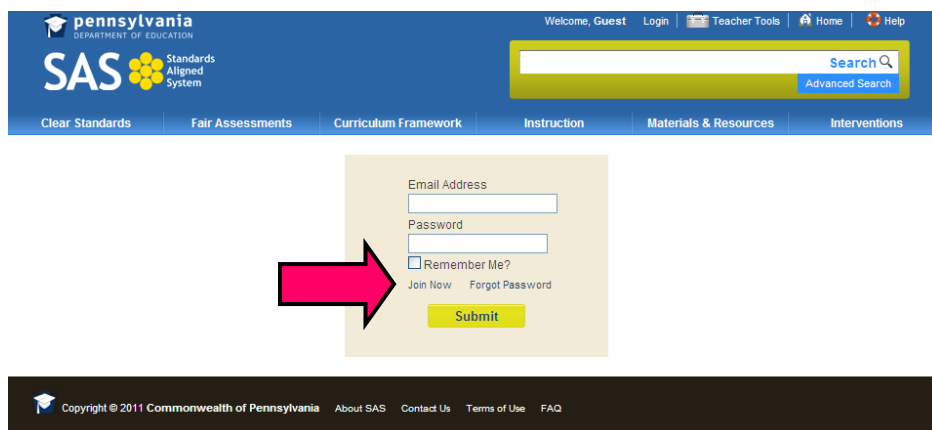 pennsylvania
DEPARTMENT OF EDUCATION
Welcome, Guest Login Teacher Tools Home Help
SAS Standards Aligned System
Search
Advanced Search
Clear Standards Fair Assessments Curriculum Framework Instruction Materials & Resources Interventions
Email Address
Password
Remember Me?
Join Now Forgot Password
Submit
Copyright © 2011 Commonwealth of Pennsylvania About SAS Contact Us Terms of Use FAQ